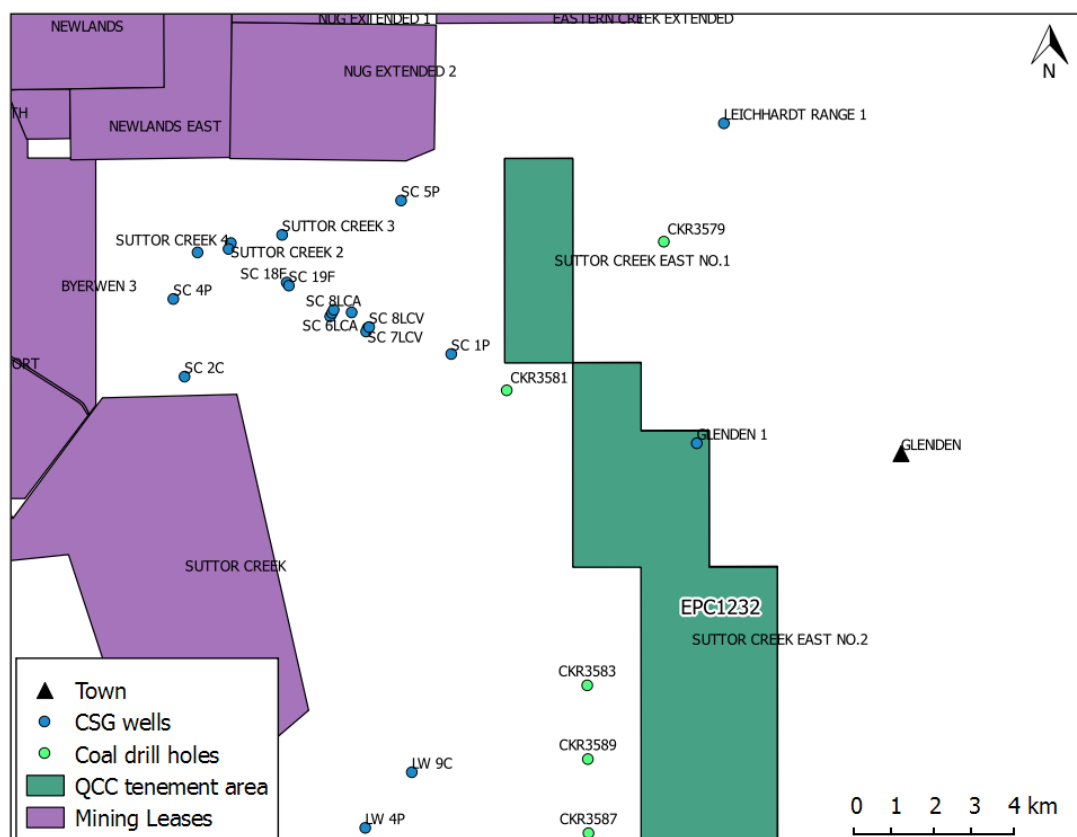 NEWLANDS
NUG EXTENDED 1
EASTERN CREEK EXTENDED
NUG EXTENDED 2
N
TH
NEWLANDS EAST
LEICHHARDT RANGE 1
SC 5P
CKR3579
SUTTOR CREEK 3
SUTTOR CREEK 4
SUTTOR CREEK 2
SUTTOR CREEK EAST NO.1
SC 18F
SC 19F
BYERWEN 3
SC 4P
SC 8LCA
SC 8LCV
SC 6LCA
SC 7LCV
SC 1P
ORT
SC 2C
CKR3581
GLENDEN 1
GLENDEN
SUTTOR CREEK
EPC1232
SUTTOR CREEK EAST NO.2
CKR3583
CKR3589
LW 9C
CKR3587
LW 4P
Town
CSG wells
Coal drill holes
QCC tenement area
Mining Leases
0 1 2 3 4 km